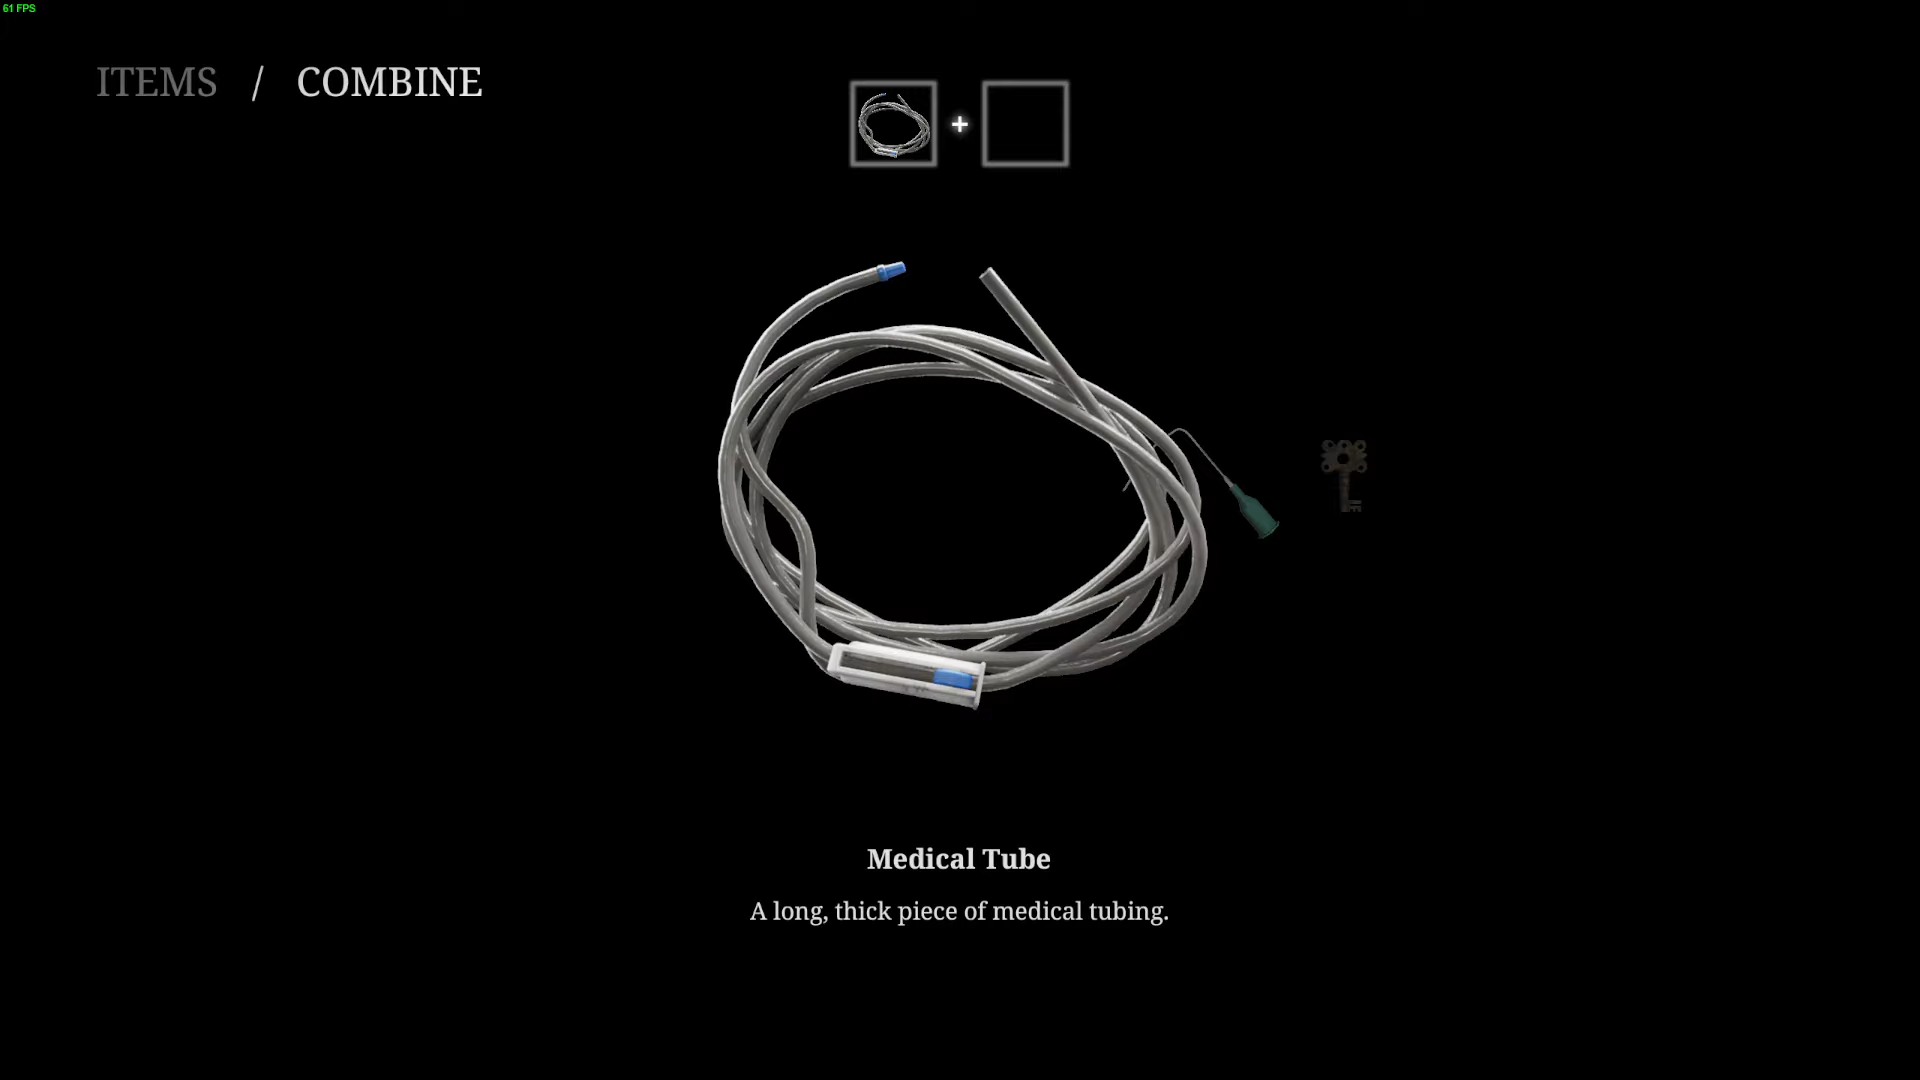 61 FPS
ITEMS / COMBINE
+
Medical Tube
A long, thick piece of medical tubing.